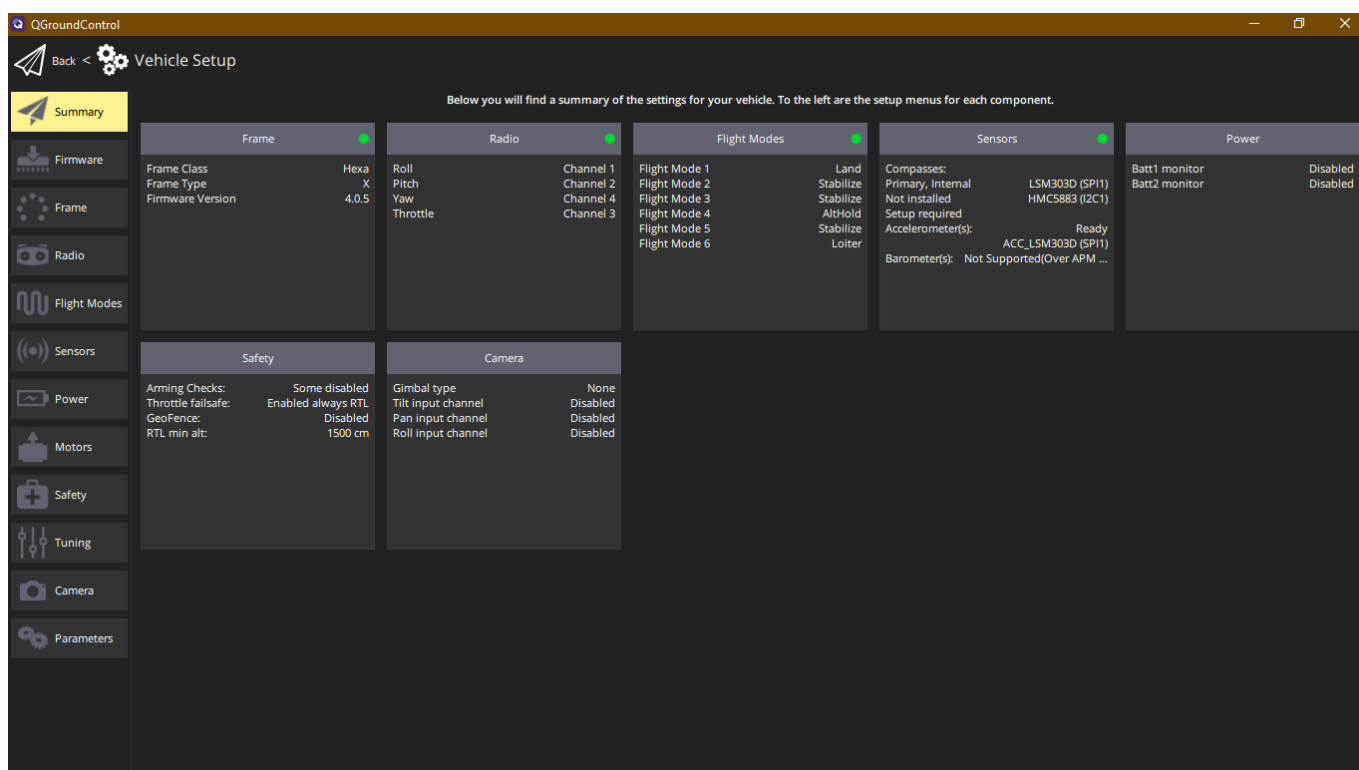 QGroundControl
Back < Vehicle Setup
Below you will find a summary of the settings for your vehicle. To the left are the setup menus for each component.
Summary
Firmware
Frame
Radio
Flight Modes
Sensors
Power
Motors
Safety
Tuning
Camera
Parameters
Frame
Frame Class Hexa
Frame Type X
Firmware Version 4.0.5
Radio
Roll Channel 1
Pitch Channel 2
Yaw Channel 4
Throttle Channel 3
Flight Modes
Flight Mode 1 Land
Flight Mode 2 Stabilize
Flight Mode 3 Stabilize
Flight Mode 4 AltHold
Flight Mode 5 Stabilize
Flight Mode 6 Loiter
Sensors
Compasses:
Primary, Internal LSM303D (SPI1)
Not installed HMC5883 (I2C1)
Setup required
Accelerometer(s): Ready
ACC_LSM303D (SPI1)
Barometer(s): Not Supported(Over APM ...
Power
Batt1 monitor Disabled
Batt2 monitor Disabled
Safety
Arming Checks: Some disabled
Throttle failsafe: Enabled always RTL
GeoFence: Disabled
RTL min alt: 1500 cm
Camera
Gimbal type None
Tilt input channel Disabled
Pan input channel Disabled
Roll input channel Disabled